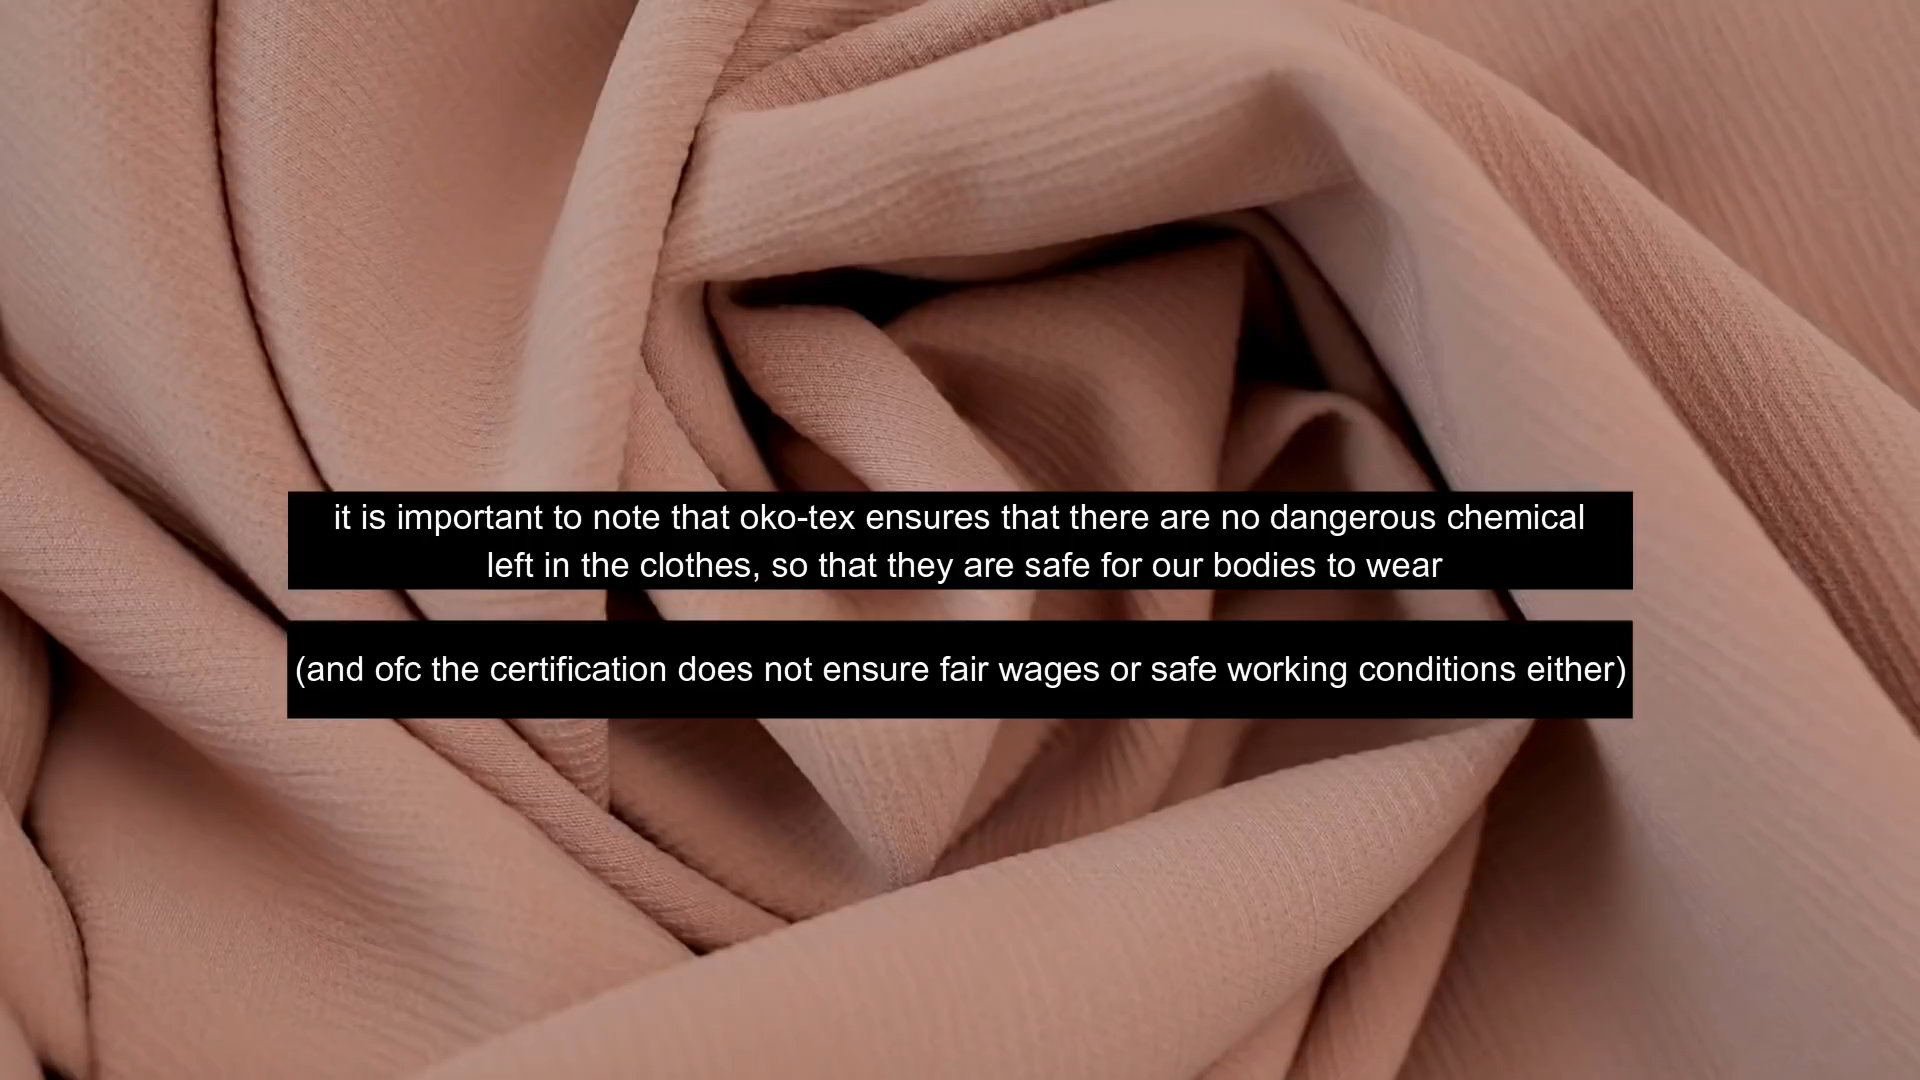 it is important to note that oko-tex ensures that there are no dangerous chemical
left in the clothes, so that they are safe for our bodies to wear
(and ofc the certification does not ensure fair wages or safe working conditions either)